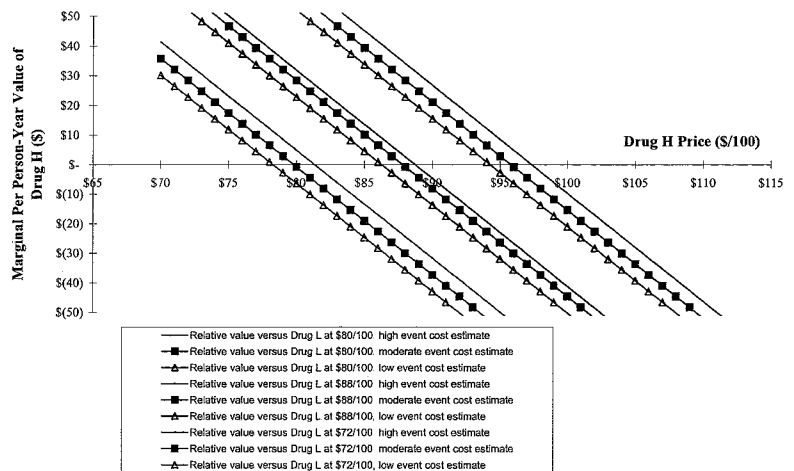 Marginal Per Person-Year Value of
Drug H ($)
$50
$40
$30
$20
$10
$-
$(10)
$(20)
$(30)
$(40)
$(50)
Drug H Price ($/100)
$65
$70
$75
$80
$85
$90
$95
$100
$105
$110
$115
Relative value versus Drug L at $80/100, high event cost estimate
Relative value versus Drug L at $80/100, moderate event cost estimate
Relative value versus Drug L at $80/100, low event cost estimate
Relative value versus Drug L at $88/100 high event cost estimate
Relative value versus Drug L at $88/100 moderate event cost estimate
Relative value versus Drug L at $88/100, low event cost estimate
Relative value versus Drug L at $72/100 high event cost estimate
Relative value versus Drug L at $72/100 moderate event cost estimate
Relative value versus Drug L at $72/100, low event cost estimate